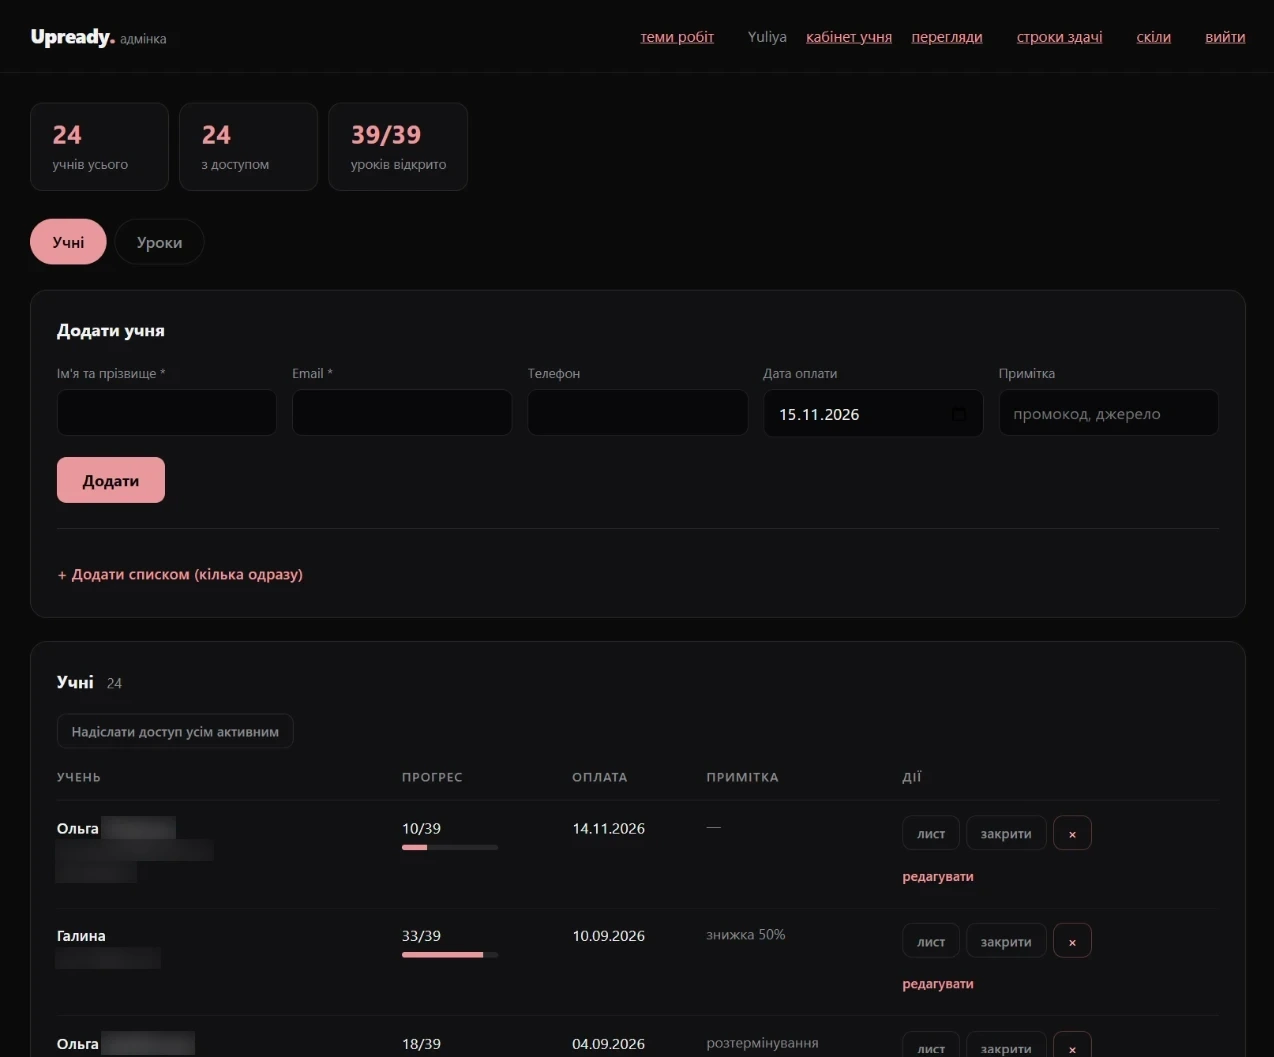 Upready. адмінка
теми робіт Yuliya кабінет учня перегляди строки здачі скіли вийти
24 24 39/39
учнів усього з доступом уроків відкрито
Учні Уроки
Додати учня
Ім'я та прізвище * Email * Телефон Дата оплати Примітка
15.11.2026 промокод, джерело
Додати
+ Додати списком (кілька одразу)
Учні 24
Надіслати доступ усім активним
УЧЕНЬ ПРОГРЕС ОПЛАТА ПРИМІТКА ДІЇ
Ольга 10/39 14.11.2026 — лист закрити ×
редагувати
Галина 33/39 10.09.2026 знижка 50% лист закрити ×
редагувати
Ольга 18/39 04.09.2026 розтермінування лист закрити ×